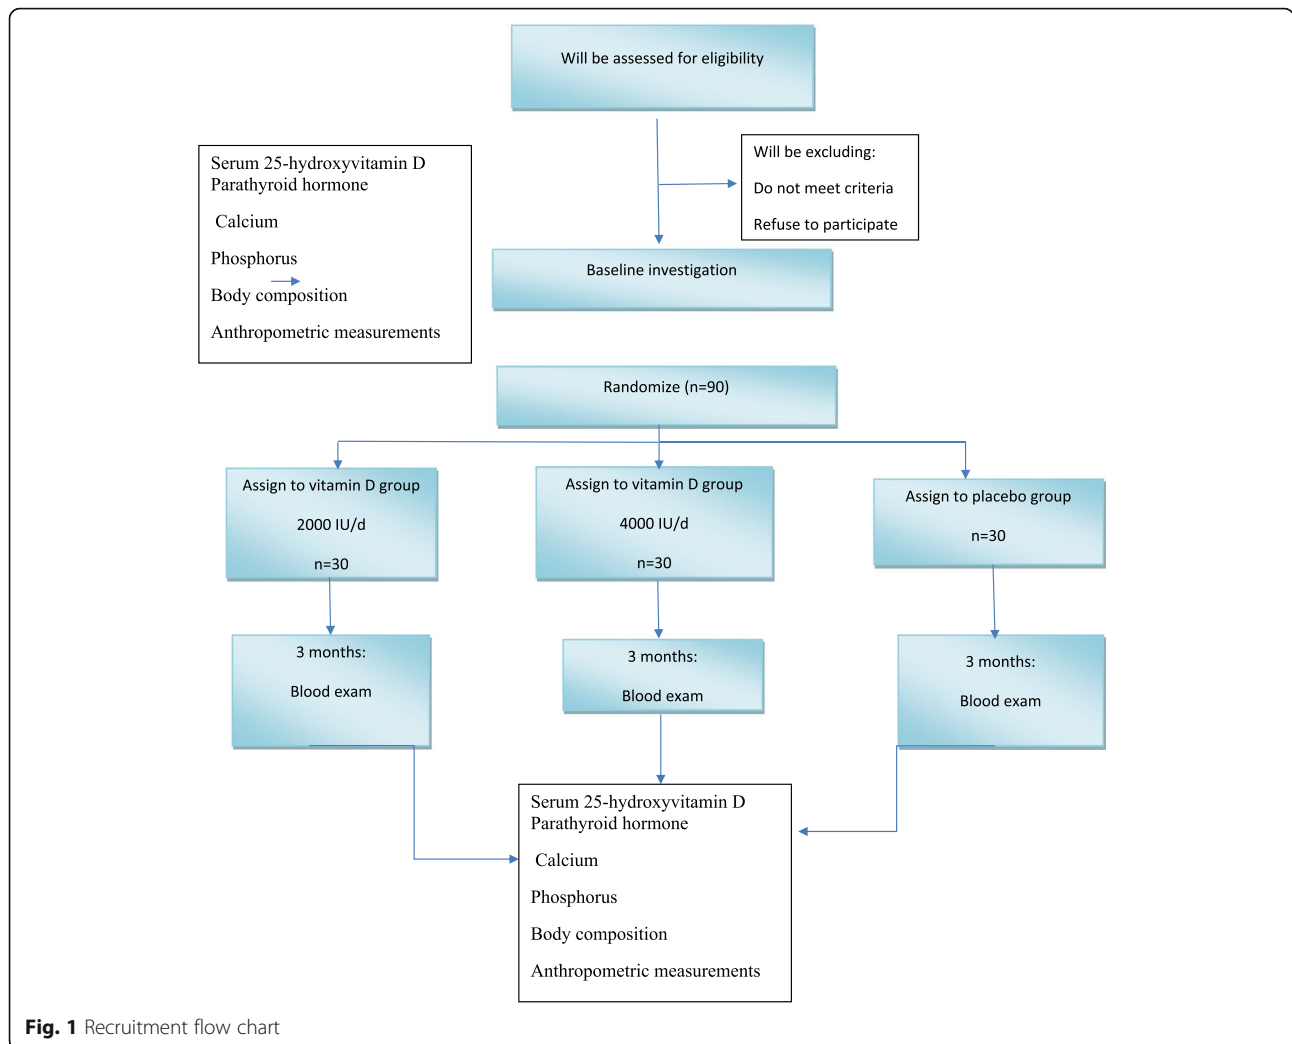 Will be assessed for eligibility
Will be excluding:
Do not meet criteria
Refuse to participate
Serum 25-hydroxyvitamin D
Parathyroid hormone
Calcium
Phosphorus
Body composition
Anthropometric measurements
Baseline investigation
Randomize (n=90)
Assign to vitamin D group
2000 IU/d
n=30
Assign to vitamin D group
4000 IU/d
n=30
Assign to placebo group
n=30
3 months:
Blood exam
3 months:
Blood exam
3 months:
Blood exam
Serum 25-hydroxyvitamin D
Parathyroid hormone
Calcium
Phosphorus
Body composition
Anthropometric measurements
Fig. 1 Recruitment flow chart